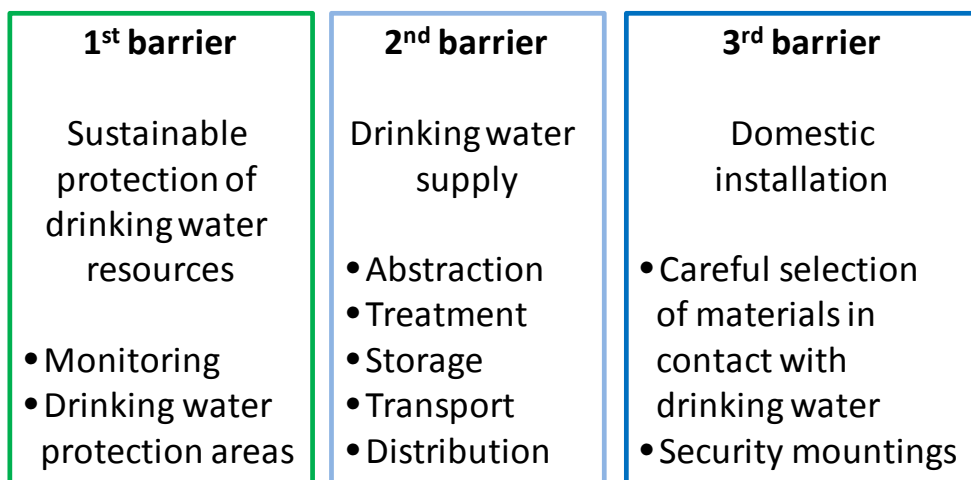 1st barrier
Sustainable
protection of
drinking water
resources
• Monitoring
• Drinking water
protection areas
2nd barrier
Drinking water
supply
• Abstraction
• Treatment
• Storage
• Transport
• Distribution
3rd barrier
Domestic
installation
• Careful selection
of materials in
contact with
drinking water
• Security mountings